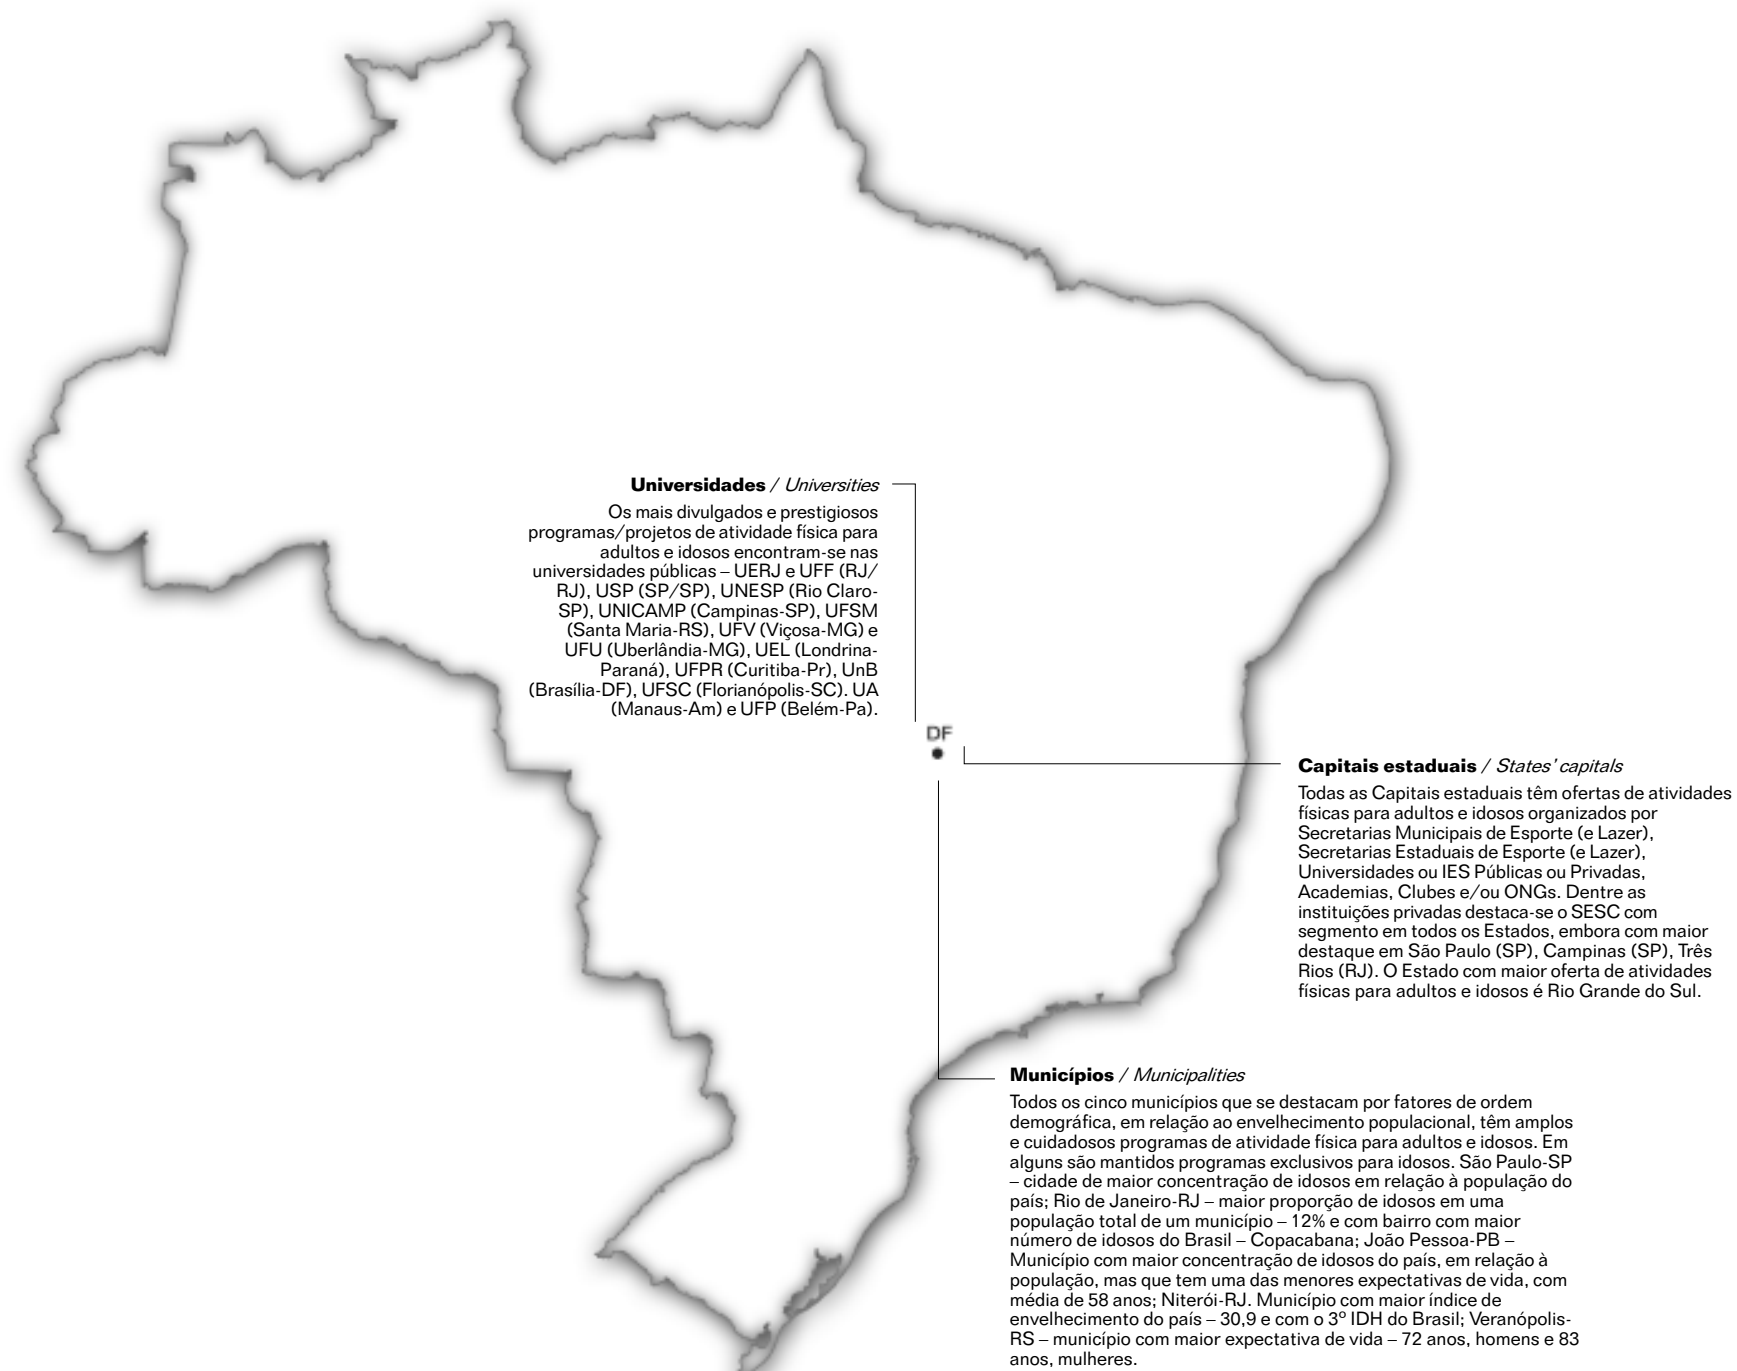 Universidades / Universities
Os mais divulgados e prestigiosos
programas/projetos de atividade física para
adultos e idosos encontram-se nas
universidades públicas – UERJ e UFF (RJ/
RJ), USP (SP/SP), UNESP (Rio Claro-
SP), UNICAMP (Campinas-SP), UFSM
(Santa Maria-RS), UFV (Viçosa-MG) e
UFU (Uberlândia-MG), UEL (Londrina-
Paraná), UFPR (Curitiba-Pr), UnB
(Brasília-DF), UFSC (Florianópolis-SC). UA
(Manaus-Am) e UFP (Belém-Pa).
DF
Capitais estaduais / States' capitals
Todas as Capitais estaduais têm ofertas de atividades
físicas para adultos e idosos organizados por
Secretarias Municipais de Esporte (e Lazer),
Secretarias Estaduais de Esporte (e Lazer),
Universidades ou IES Públicas ou Privadas,
Academias, Clubes e/ou ONGs. Dentre as
instituições privadas destaca-se o SESC com
segmento em todos os Estados, embora com maior
destaque em São Paulo (SP), Campinas (SP), Três
Rios (RJ). O Estado com maior oferta de atividades
físicas para adultos e idosos é Rio Grande do Sul.
Municípios / Municipalities
Todos os cinco municípios que se destacam por fatores de ordem
demográfica, em relação ao envelhecimento populacional, têm amplos
e cuidadosos programas de atividade física para adultos e idosos. Em
alguns são mantidos programas exclusivos para idosos. São Paulo-SP
– cidade de maior concentração de idosos em relação à população do
país; Rio de Janeiro-RJ – maior proporção de idosos em uma
população total de um município – 12% e com bairro com maior
número de idosos do Brasil – Copacabana; João Pessoa-PB –
Município com maior concentração de idosos do país, em relação à
população, mas que tem uma das menores expectativas de vida, com
média de 58 anos; Niterói-RJ. Município com maior índice de
envelhecimento do país – 30,9 e com o 3º IDH do Brasil; Veranópolis-
RS – município com maior expectativa de vida – 72 anos, homens e 83
anos, mulheres.